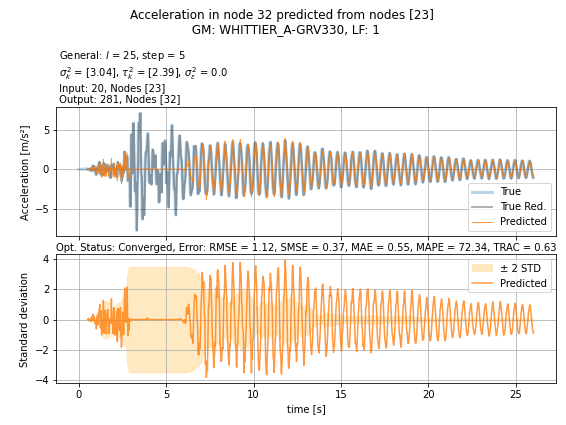 Acceleration in node 32 predicted from nodes [23]
GM: WHITTIER_A-GRV330, LF: 1
General: l = 25, step = 5
σ²ₖ = [3.04], τ²ₖ = [2.39], σ²ε = 0.0
Input: 20, Nodes [23]
Output: 281, Nodes [32]
Acceleration [m/s²]
5
0
−5
True
True Red.
Predicted
Opt. Status: Converged, Error: RMSE = 1.12, SMSE = 0.37, MAE = 0.55, MAPE = 72.34, TRAC = 0.63
Standard deviation
4
2
0
−2
−4
± 2 STD
Predicted
0 5 10 15 20 25
time [s]